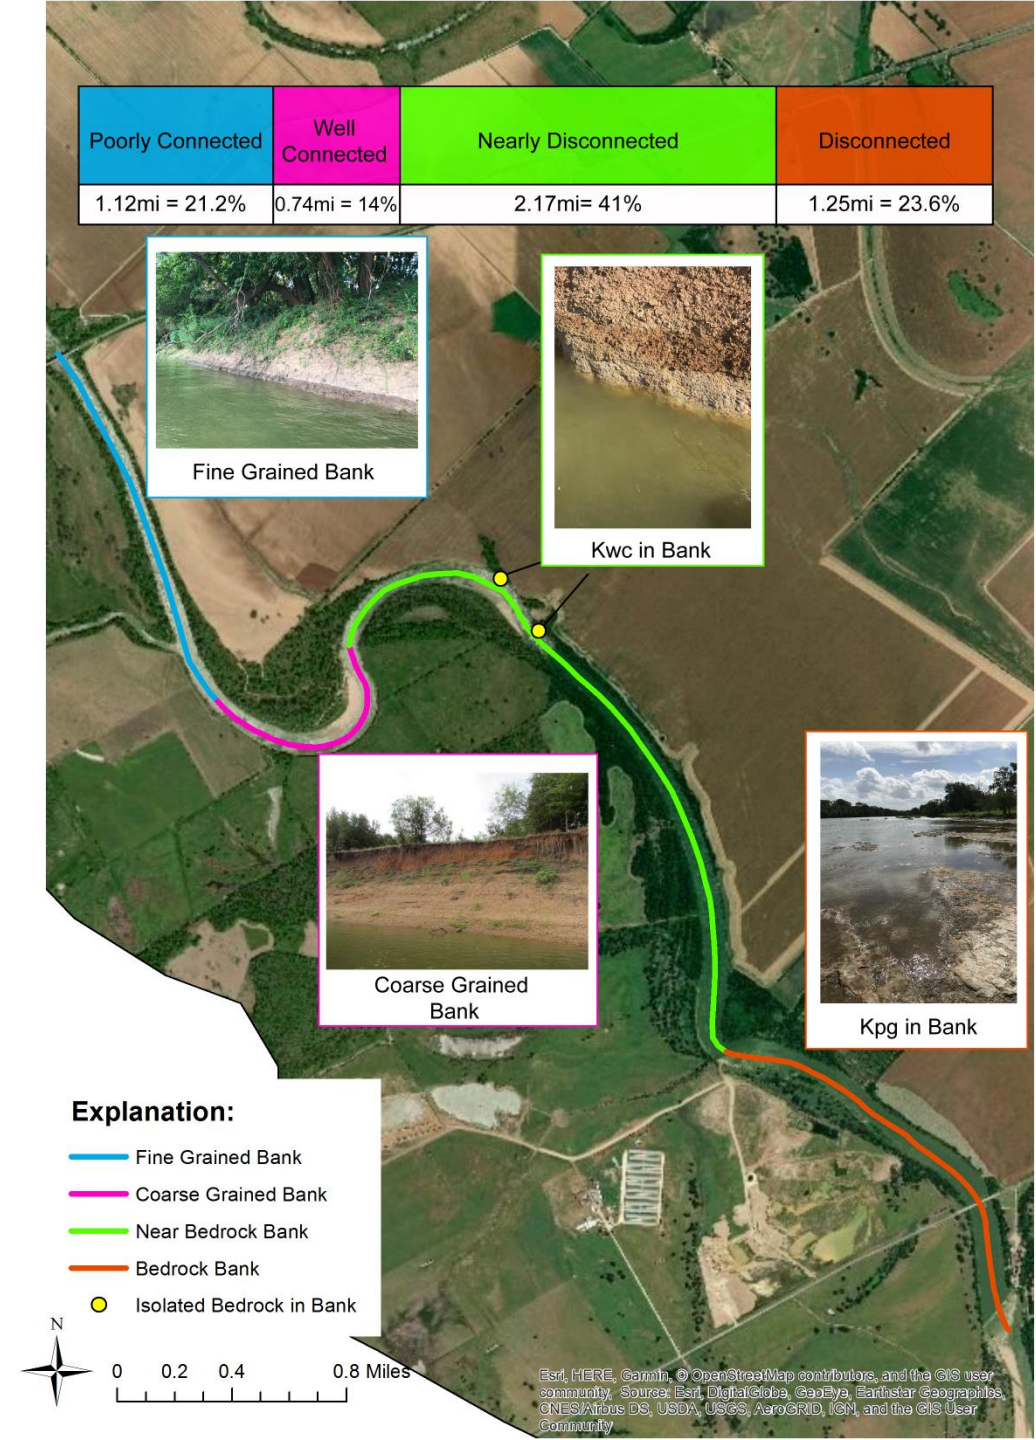 Poorly Connected
Well
Connected
Nearly Disconnected
Disconnected
1.12mi = 21.2%
0.74mi = 14%
2.17mi= 41%
1.25mi = 23.6%
Fine Grained Bank
Kwc in Bank
Coarse Grained
Bank
Kpg in Bank
Explanation:
Fine Grained Bank
Coarse Grained Bank
Near Bedrock Bank
Bedrock Bank
Isolated Bedrock in Bank
N
0 0.2 0.4 0.8 Miles
Esri, HERE, Garmin, © OpenStreetMap contributors, and the GIS user
community, Source: Esri, DigitalGlobe, GeoEye, Earthstar Geographics,
CNES/Airbus DS, USDA, USGS, AeroGRID, IGN, and the GIS User
Community